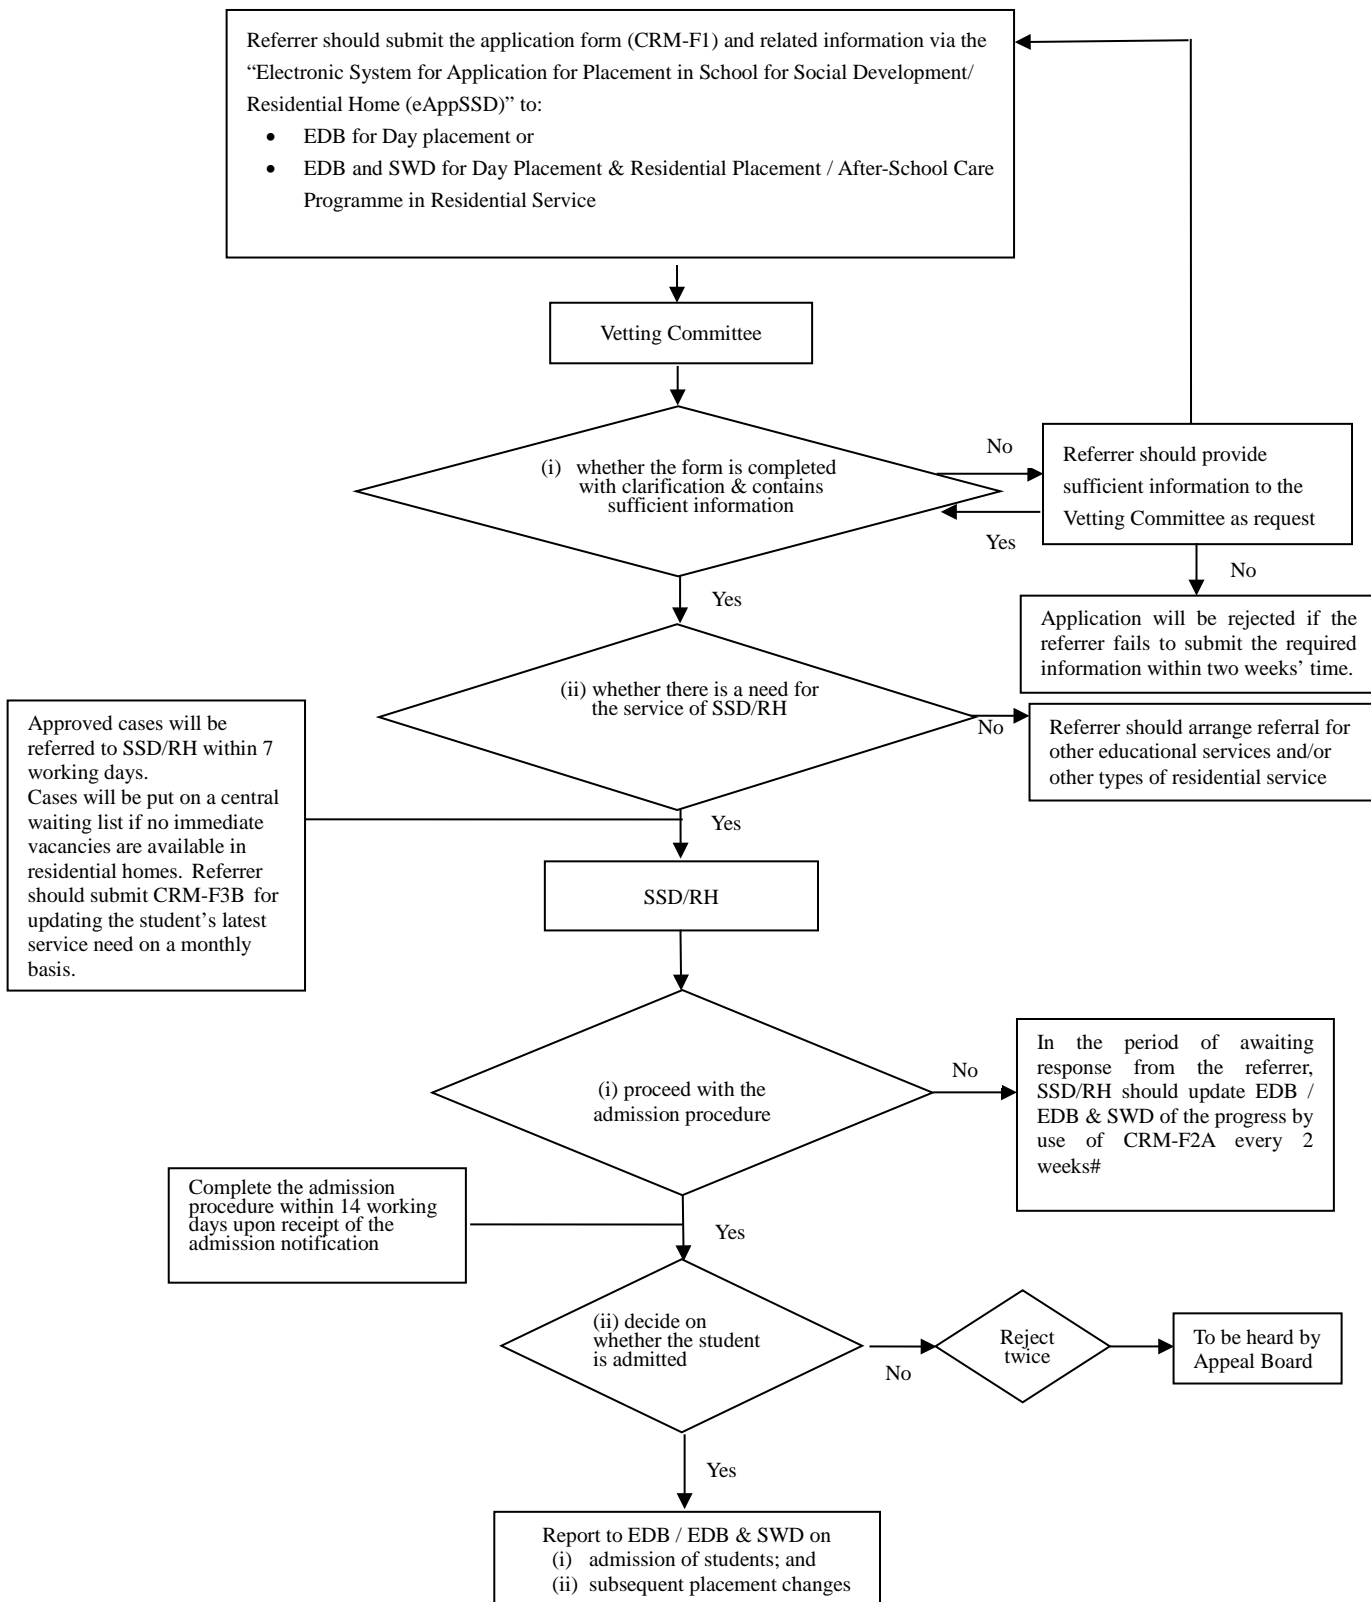 Referrer should submit the application form (CRM-F1) and related information via the
“Electronic System for Application for Placement in School for Social Development/
Residential Home (eAppSSD)” to:
• EDB for Day placement or
• EDB and SWD for Day Placement & Residential Placement / After-School Care
Programme in Residential Service
Vetting Committee
(i) whether the form is completed
with clarification & contains
sufficient information
No
Yes
Referrer should provide
sufficient information to the
Vetting Committee as request
No
Application will be rejected if the
referrer fails to submit the required
information within two weeks’ time.
Yes
(ii) whether there is a need for
the service of SSD/RH
No
Referrer should arrange referral for
other educational services and/or
other types of residential service
Approved cases will be
referred to SSD/RH within 7
working days.
Cases will be put on a central
waiting list if no immediate
vacancies are available in
residential homes. Referrer
should submit CRM-F3B for
updating the student’s latest
service need on a monthly
basis.
Yes
SSD/RH
(i) proceed with the
admission procedure
No
In the period of awaiting
response from the referrer,
SSD/RH should update EDB /
EDB & SWD of the progress by
use of CRM-F2A every 2
weeks#
Complete the admission
procedure within 14 working
days upon receipt of the
admission notification
Yes
(ii) decide on
whether the student
is admitted
No
Reject
twice
To be heard by
Appeal Board
Yes
Report to EDB / EDB & SWD on
(i) admission of students; and
(ii) subsequent placement changes